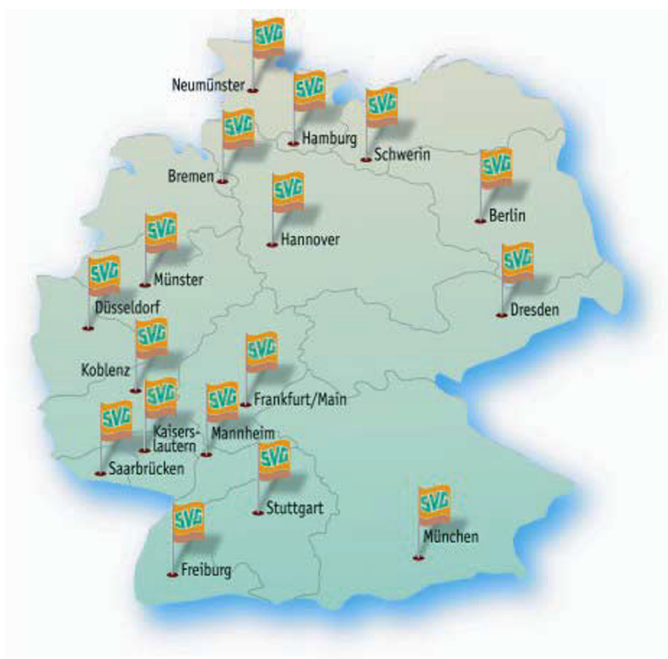 SVG
Neumünster
SVG
Hamburg
SVG
Schwerin
SVG
Bremen
SVG
Berlin
SVG
Hannover
SVG
Münster
SVG
Dresden
SVG
Düsseldorf
SVG
Koblenz
SVG
Frankfurt/Main
SVG
Kaisers-
lautern
SVG
Mannheim
SVG
Saarbrücken
SVG
Stuttgart
SVG
München
SVG
Freiburg